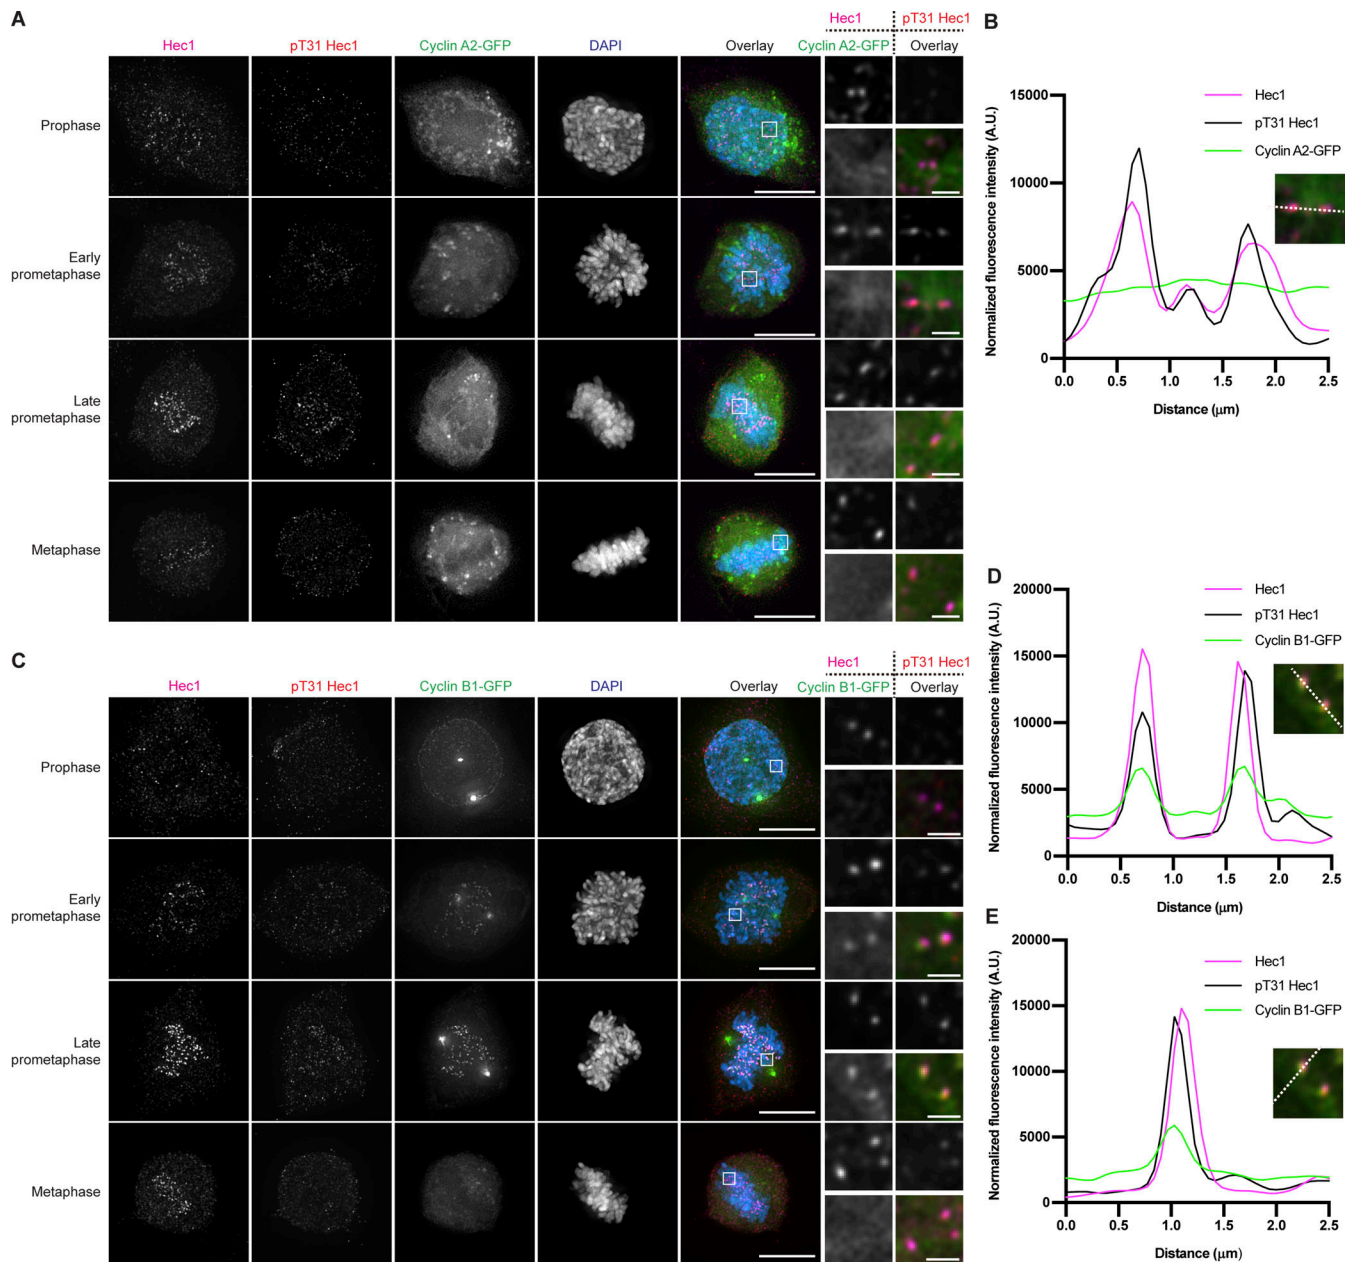 A
Hec1
pT31 Hec1
Cyclin A2-GFP
DAPI
Overlay
Hec1
pT31 Hec1
Cyclin A2-GFP
Overlay
Prophase
Early
prometaphase
Late
prometaphase
Metaphase
B
Normalized fluorescence intensity (A.U.)
15000
10000
5000
0
0.0 0.5 1.0 1.5 2.0 2.5
Distance (μm)
Hec1
pT31 Hec1
Cyclin A2-GFP
C
Hec1
pT31 Hec1
Cyclin B1-GFP
DAPI
Overlay
Hec1
pT31 Hec1
Cyclin B1-GFP
Overlay
Prophase
Early
prometaphase
Late
prometaphase
Metaphase
D
Normalized fluorescence intensity (A.U.)
20000
15000
10000
5000
0
0.0 0.5 1.0 1.5 2.0 2.5
Distance (μm)
Hec1
pT31 Hec1
Cyclin B1-GFP
E
Normalized fluorescence intensity (A.U.)
20000
15000
10000
5000
0
0.0 0.5 1.0 1.5 2.0 2.5
Distance (μm)
Hec1
pT31 Hec1
Cyclin B1-GFP